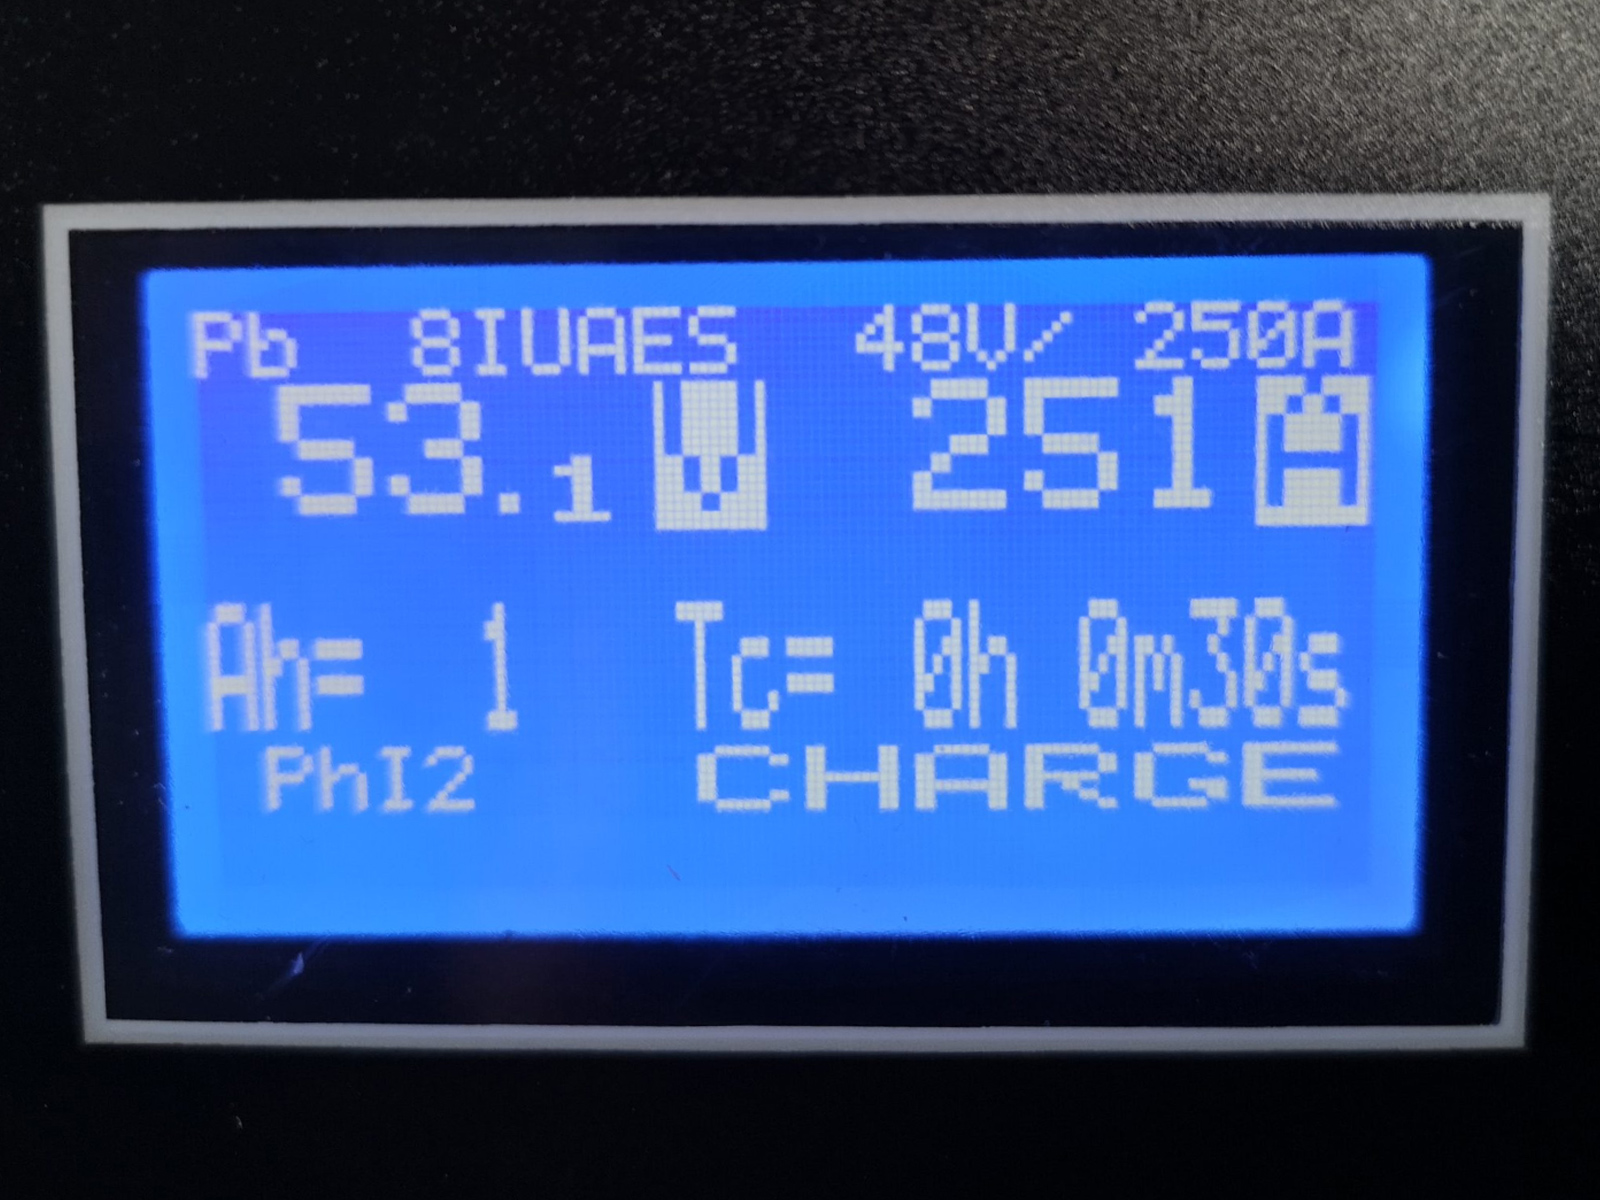 Pb 8IUAES 48V/ 250A
53.1 V 251 A
Ah= 1 Tc= 0h 0m30s
PhI2 CHARGE